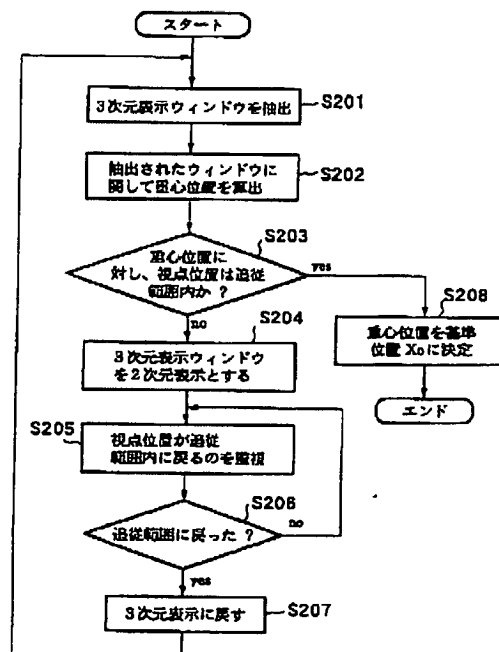 スタート
3次元表示ウィンドウを抽出
S201
抽出されたウィンドウに
関して重心位置を算出
S202
S203
重心位置に
対し、視点位置は追従
範囲内か ?
yes
no
S208
重心位置を基準
位置 X₀に決定
エンド
S204
3次元表示ウィンドウ
を2次元表示とする
S205
視点位置が追従
範囲内に戻るのを監視
S206
追従範囲に戻った ?
no
yes
3次元表示に戻す
S207